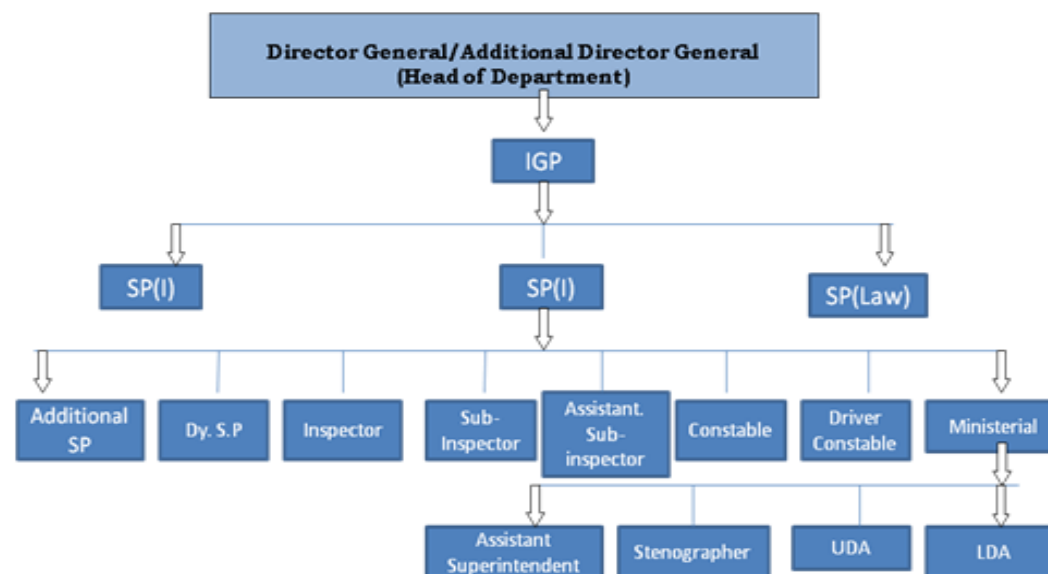 Director General/Additional Director General
(Head of Department)
IGP
SP(I)
SP(I)
SP(Law)
Additional
SP
Dy. S.P
Inspector
Sub-
Inspector
Assistant.
Sub-
inspector
Constable
Driver
Constable
Ministerial
Assistant
Superintendent
Stenographer
UDA
LDA